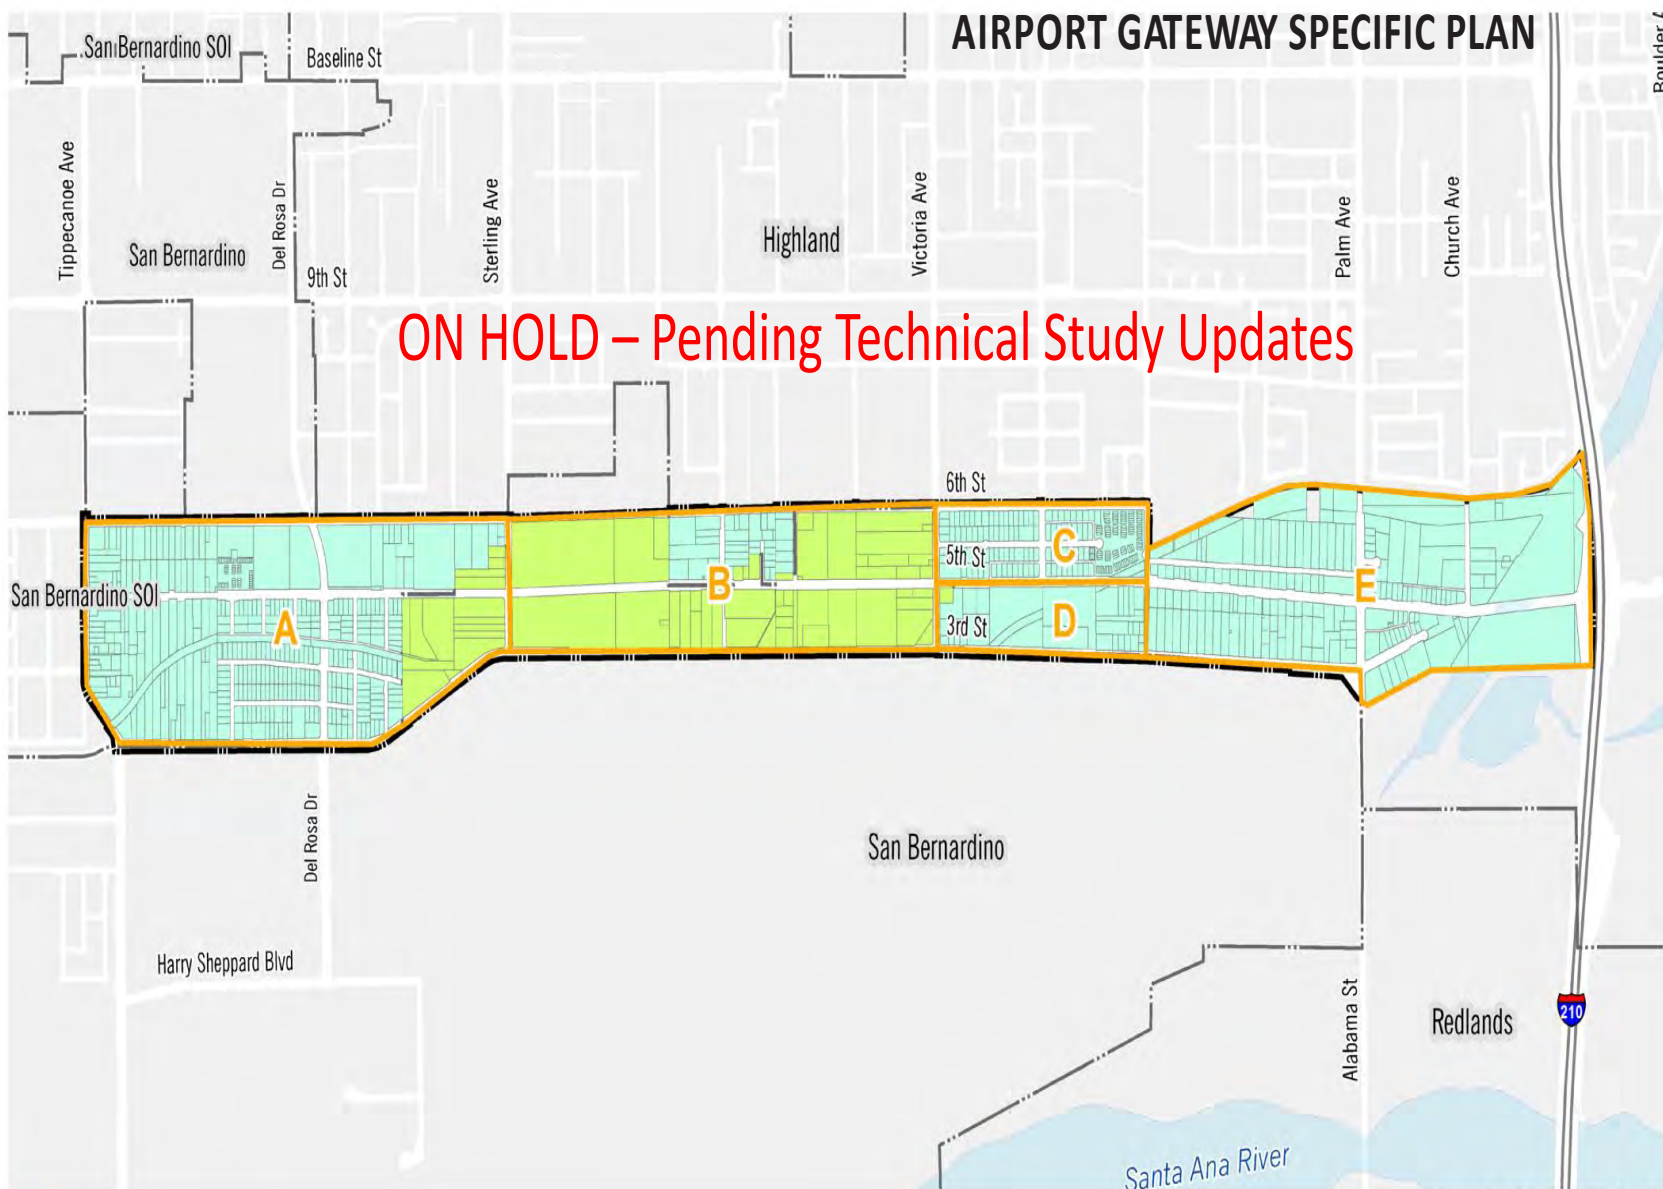 AIRPORT GATEWAY SPECIFIC PLAN
San Bernardino SOI
Baseline St
Tippecanoe Ave
Del Rosa Dr
Sterling Ave
Victoria Ave
Palm Ave
Church Ave
San Bernardino
Highland
9th St
ON HOLD – Pending Technical Study Updates
6th St
5th St
3rd St
San Bernardino SOI
A
B
C
D
E
San Bernardino
Del Rosa Dr
Harry Sheppard Blvd
Alabama St
Redlands
210
Santa Ana River